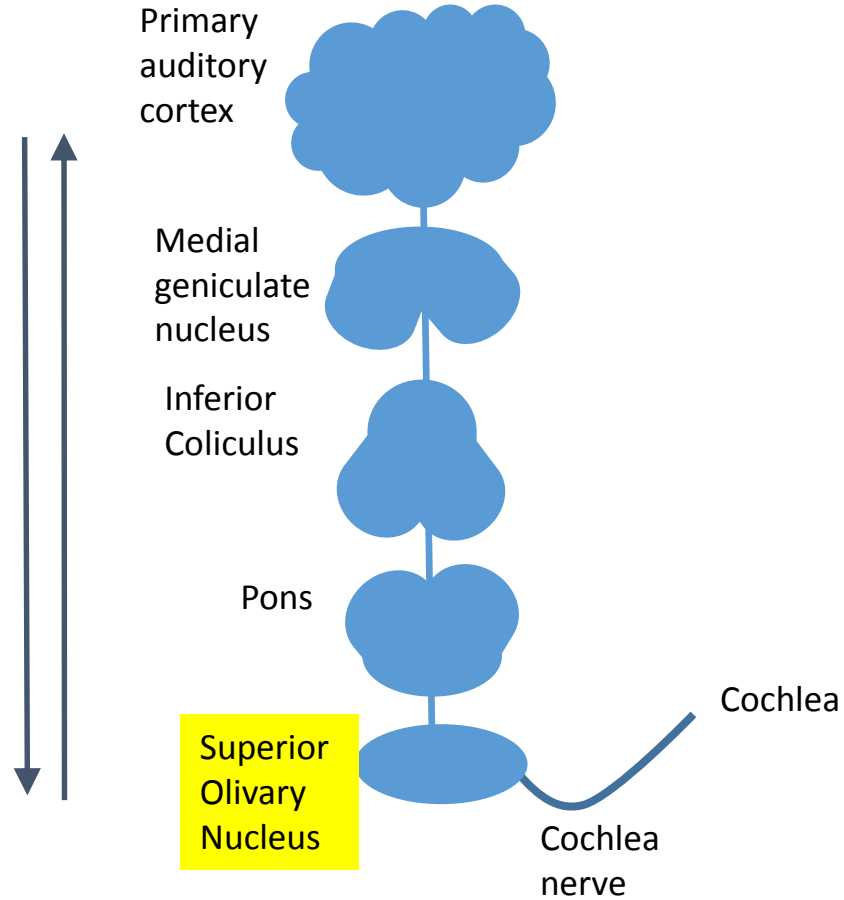 Primary
auditory
cortex
Medial
geniculate
nucleus
Inferior
Coliculus
Pons
Cochlea
Superior
Olivary
Nucleus
Cochlea
nerve